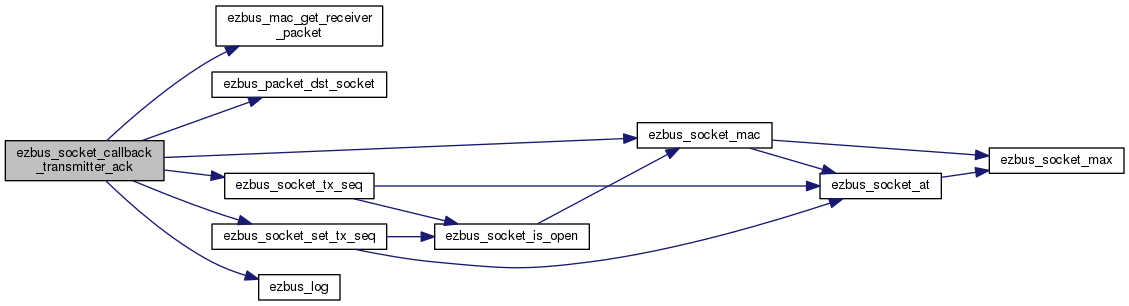 ezbus_mac_get_receiver
_packet
ezbus_packet_dst_socket
ezbus_socket_callback
_transmitter_ack
ezbus_socket_mac
ezbus_socket_max
ezbus_socket_tx_seq
ezbus_socket_at
ezbus_socket_set_tx_seq
ezbus_socket_is_open
ezbus_log